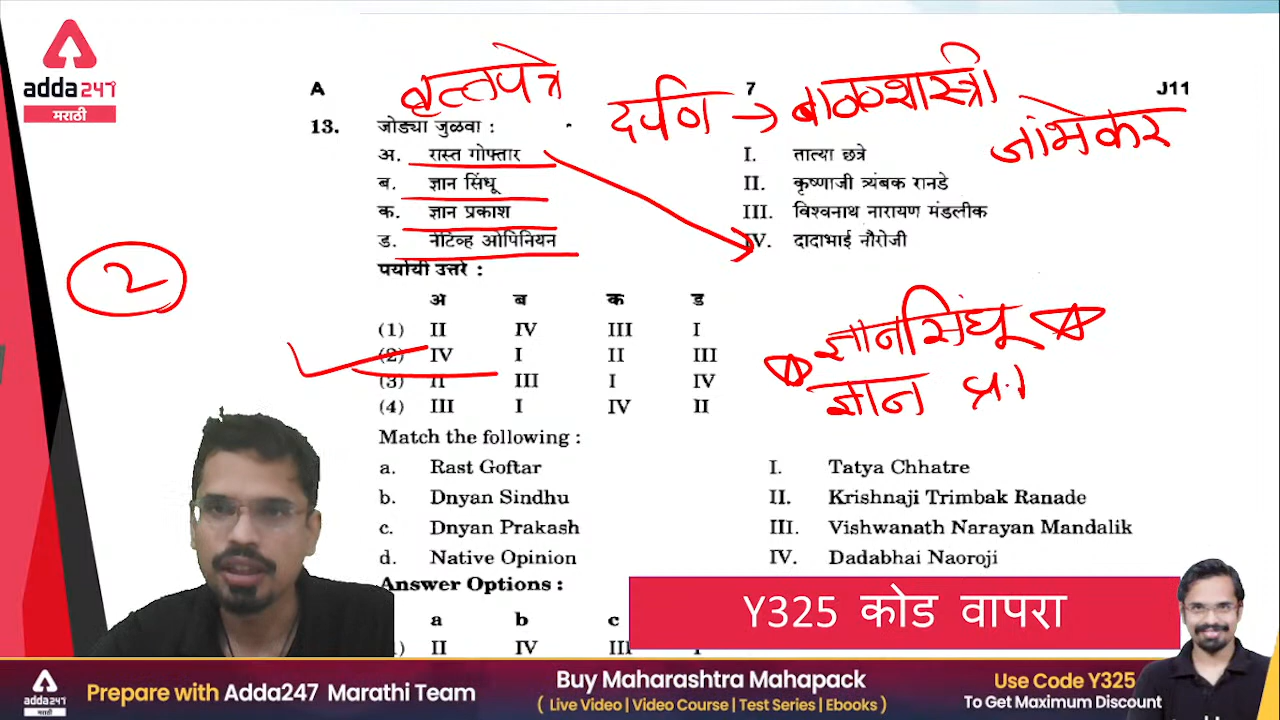 adda247
मराठी
A
वृत्तपत्रे
7
J11
दर्पण → बाळशास्त्री
जांभेकर
13. जोड्या जुळवा :
अ. रास्त गोफ्तार I. तात्या छत्रे
ब. ज्ञान सिंधू II. कृष्णाजी त्र्यंबक रानडे
क. ज्ञान प्रकाश III. विश्वनाथ नारायण मंडलीक
ड. नेटिव्ह ओपिनियन IV. दादाभाई नौरोजी
2
पर्यायी उत्तरे :
अ ब क ड
(1) II IV III I
(2) IV I II III
(3) II III I IV
(4) III I IV II
ज्ञानसिंधू
ज्ञान प्र.।
Match the following :
a. Rast Goftar I. Tatya Chhatre
b. Dnyan Sindhu II. Krishnaji Trimbak Ranade
c. Dnyan Prakash III. Vishwanath Narayan Mandalik
d. Native Opinion IV. Dadabhai Naoroji
Answer Options :
a b c
II IV III
Y325 कोड वापरा
adda247
मराठी
Prepare with Adda247 Marathi Team
Buy Maharashtra Mahapack
( Live Video | Video Course | Test Series | Ebooks )
Use Code Y325
To Get Maximum Discount